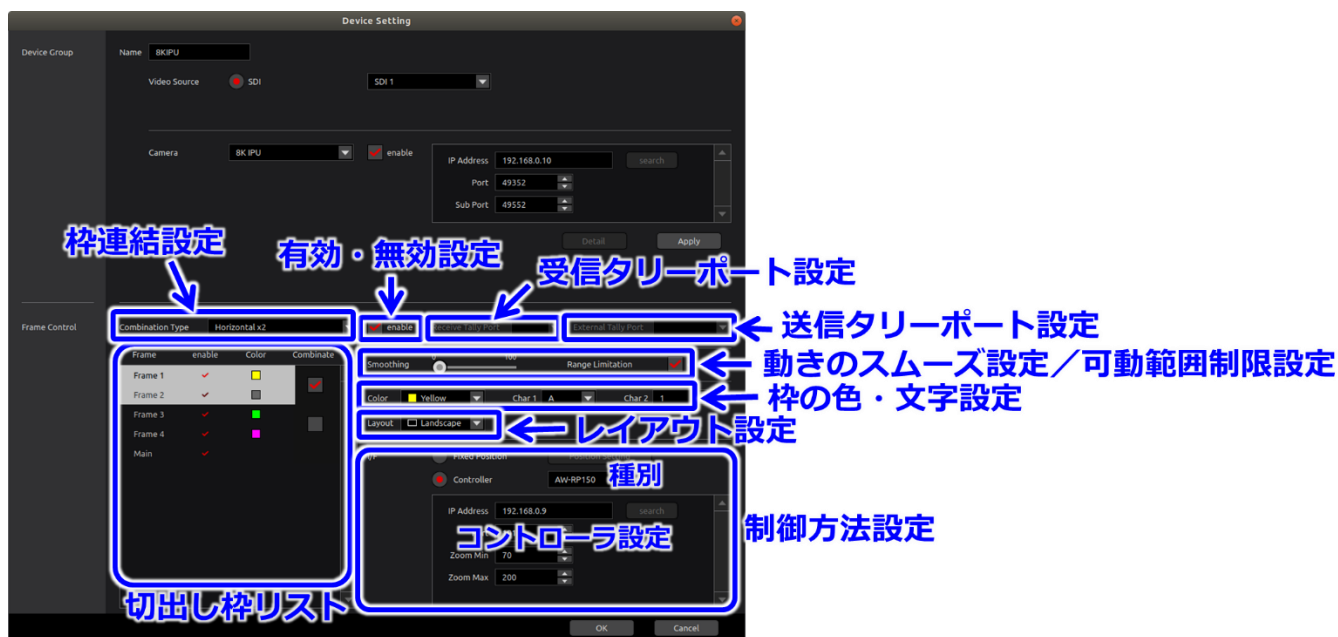 Device Setting
Device Group
Name 8KIPU
Video Source SDI SDI 1
Camera 8K IPU enable
IP Address 192.168.0.10 search
Port 49352
Sub Port 49552
Detail Apply
枠連結設定
有効・無効設定
受信タリーポート設定
Frame Control
Combination Type Horizontal x2 enable Receive Tally Port External Tally Port
送信タリーポート設定
Frame enable Color Combinate
Frame 1
Frame 2
Frame 3
Frame 4
Main
Smoothing 0 100 Range Limitation
動きのスムーズ設定／可動範囲制限設定
Color Yellow Char 1 A Char 2 1
枠の色・文字設定
Layout Landscape
レイアウト設定
I/F Fixed Position
Controller AW-RP150
種別
IP Address 192.168.0.9 search
コントローラ設定
制御方法設定
Zoom Min 70
Zoom Max 200
切出し枠リスト
OK Cancel